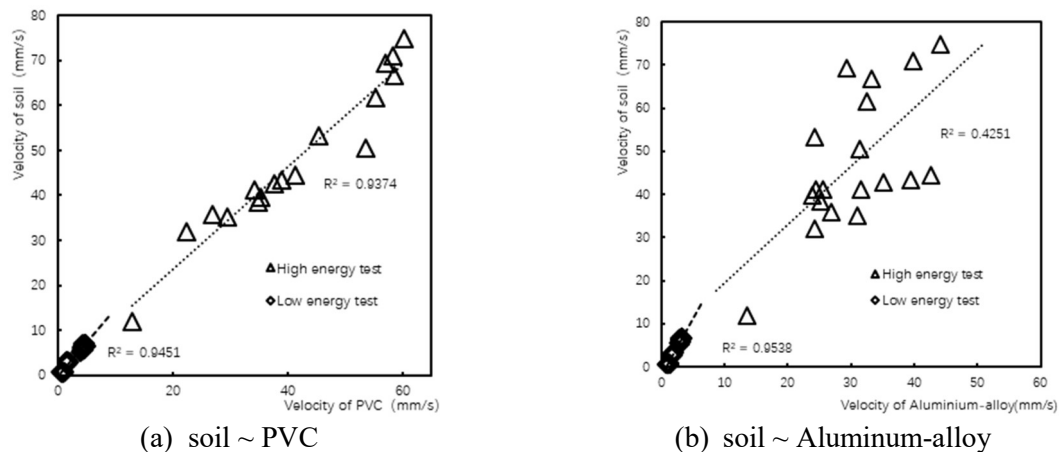 80
70
60
50
40
30
20
10
0
Velocity of soil (mm/s)
R² = 0.9374
High energy test
Low energy test
R² = 0.9451
0
20
40
60
Velocity of PVC (mm/s)
(a) soil ~ PVC
80
70
60
50
40
30
20
10
0
Velocity of soil (mm/s)
R² = 0.4251
High energy test
Low energy test
R² = 0.9538
0
10
20
30
40
50
60
Velocity of Aluminium-alloy(mm/s)
(b) soil ~ Aluminum-alloy